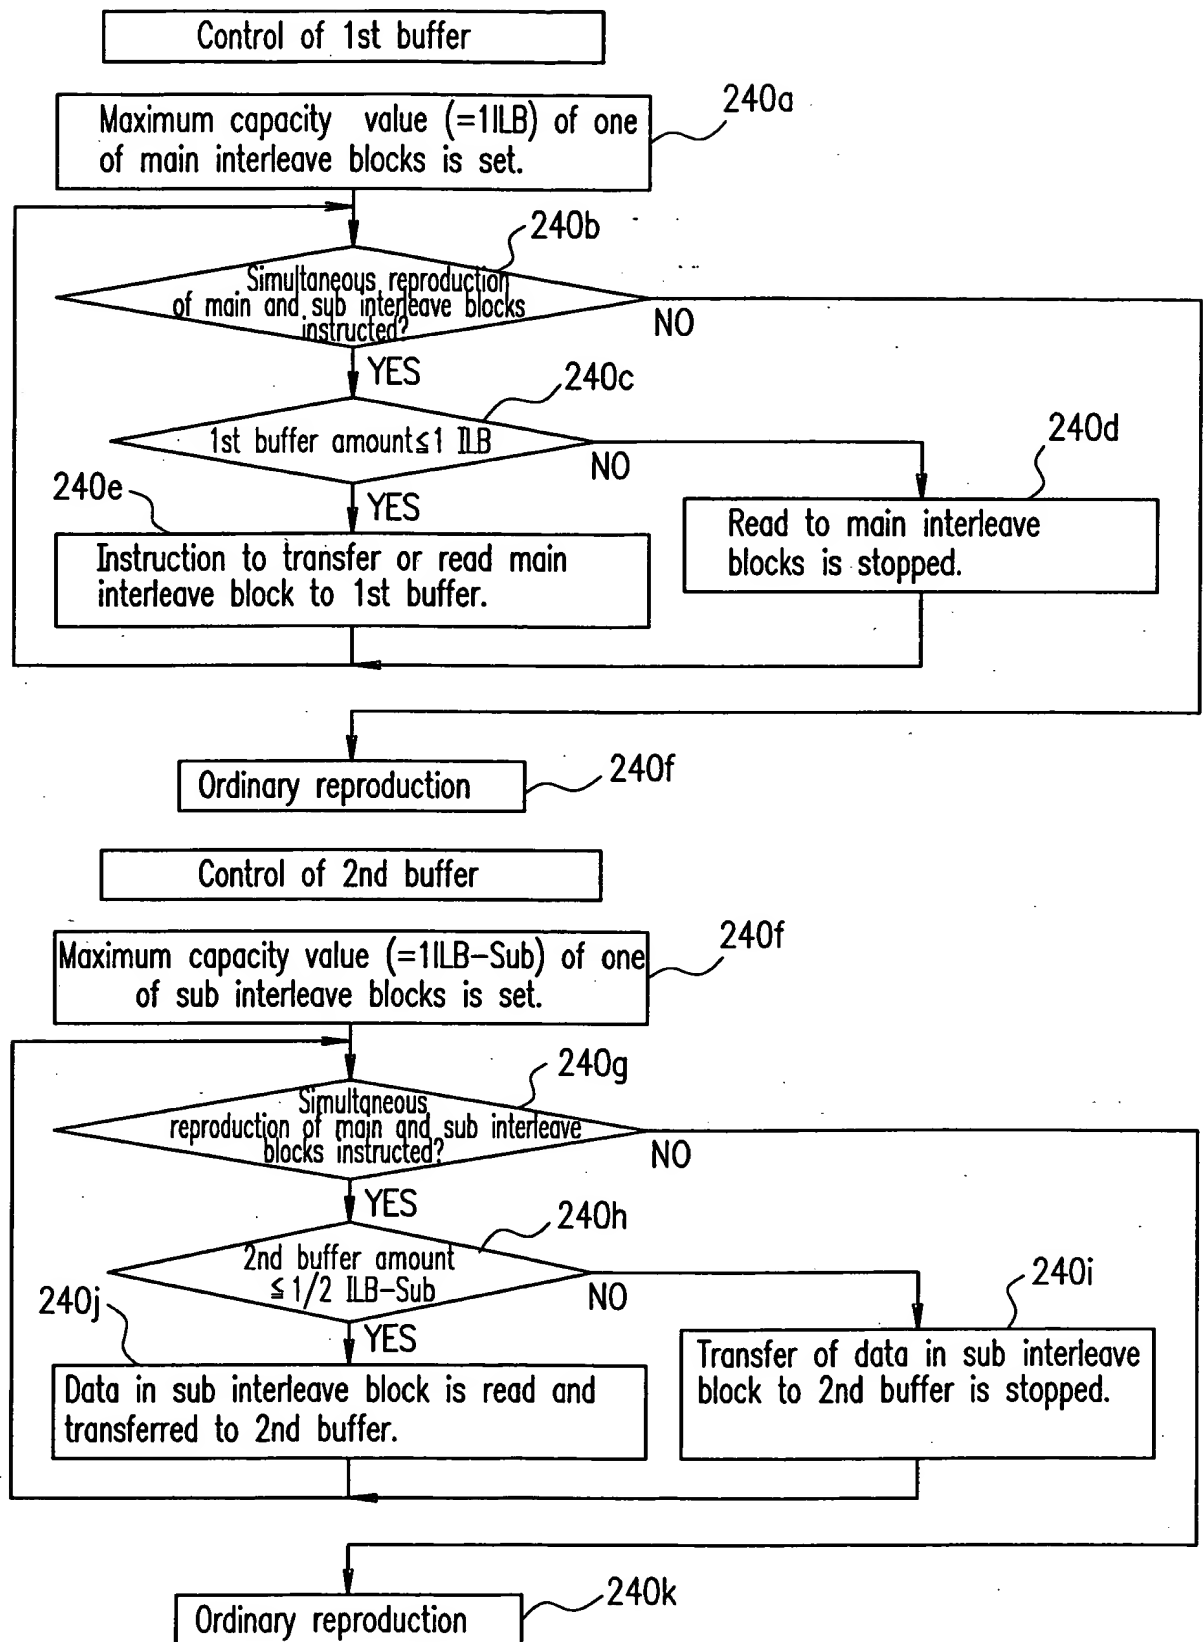 Control of 1st buffer
240a
Maximum capacity value (=1ILB) of one
of main interleave blocks is set.
240b
Simultaneous reproduction
of main and sub interleave blocks
instructed?
NO
YES
240c
1st buffer amount≦1 ILB
NO
240d
240e
YES
Instruction to transfer or read main
interleave block to 1st buffer.
Read to main interleave
blocks is stopped.
Ordinary reproduction
240f
Control of 2nd buffer
240f
Maximum capacity value (=1ILB-Sub) of one
of sub interleave blocks is set.
240g
Simultaneous
reproduction of main and sub interleave
blocks instructed?
NO
YES
240h
2nd buffer amount
≦ 1/2 ILB-Sub
NO
240i
240j
YES
Data in sub interleave block is read and
transferred to 2nd buffer.
Transfer of data in sub interleave
block to 2nd buffer is stopped.
Ordinary reproduction
240k